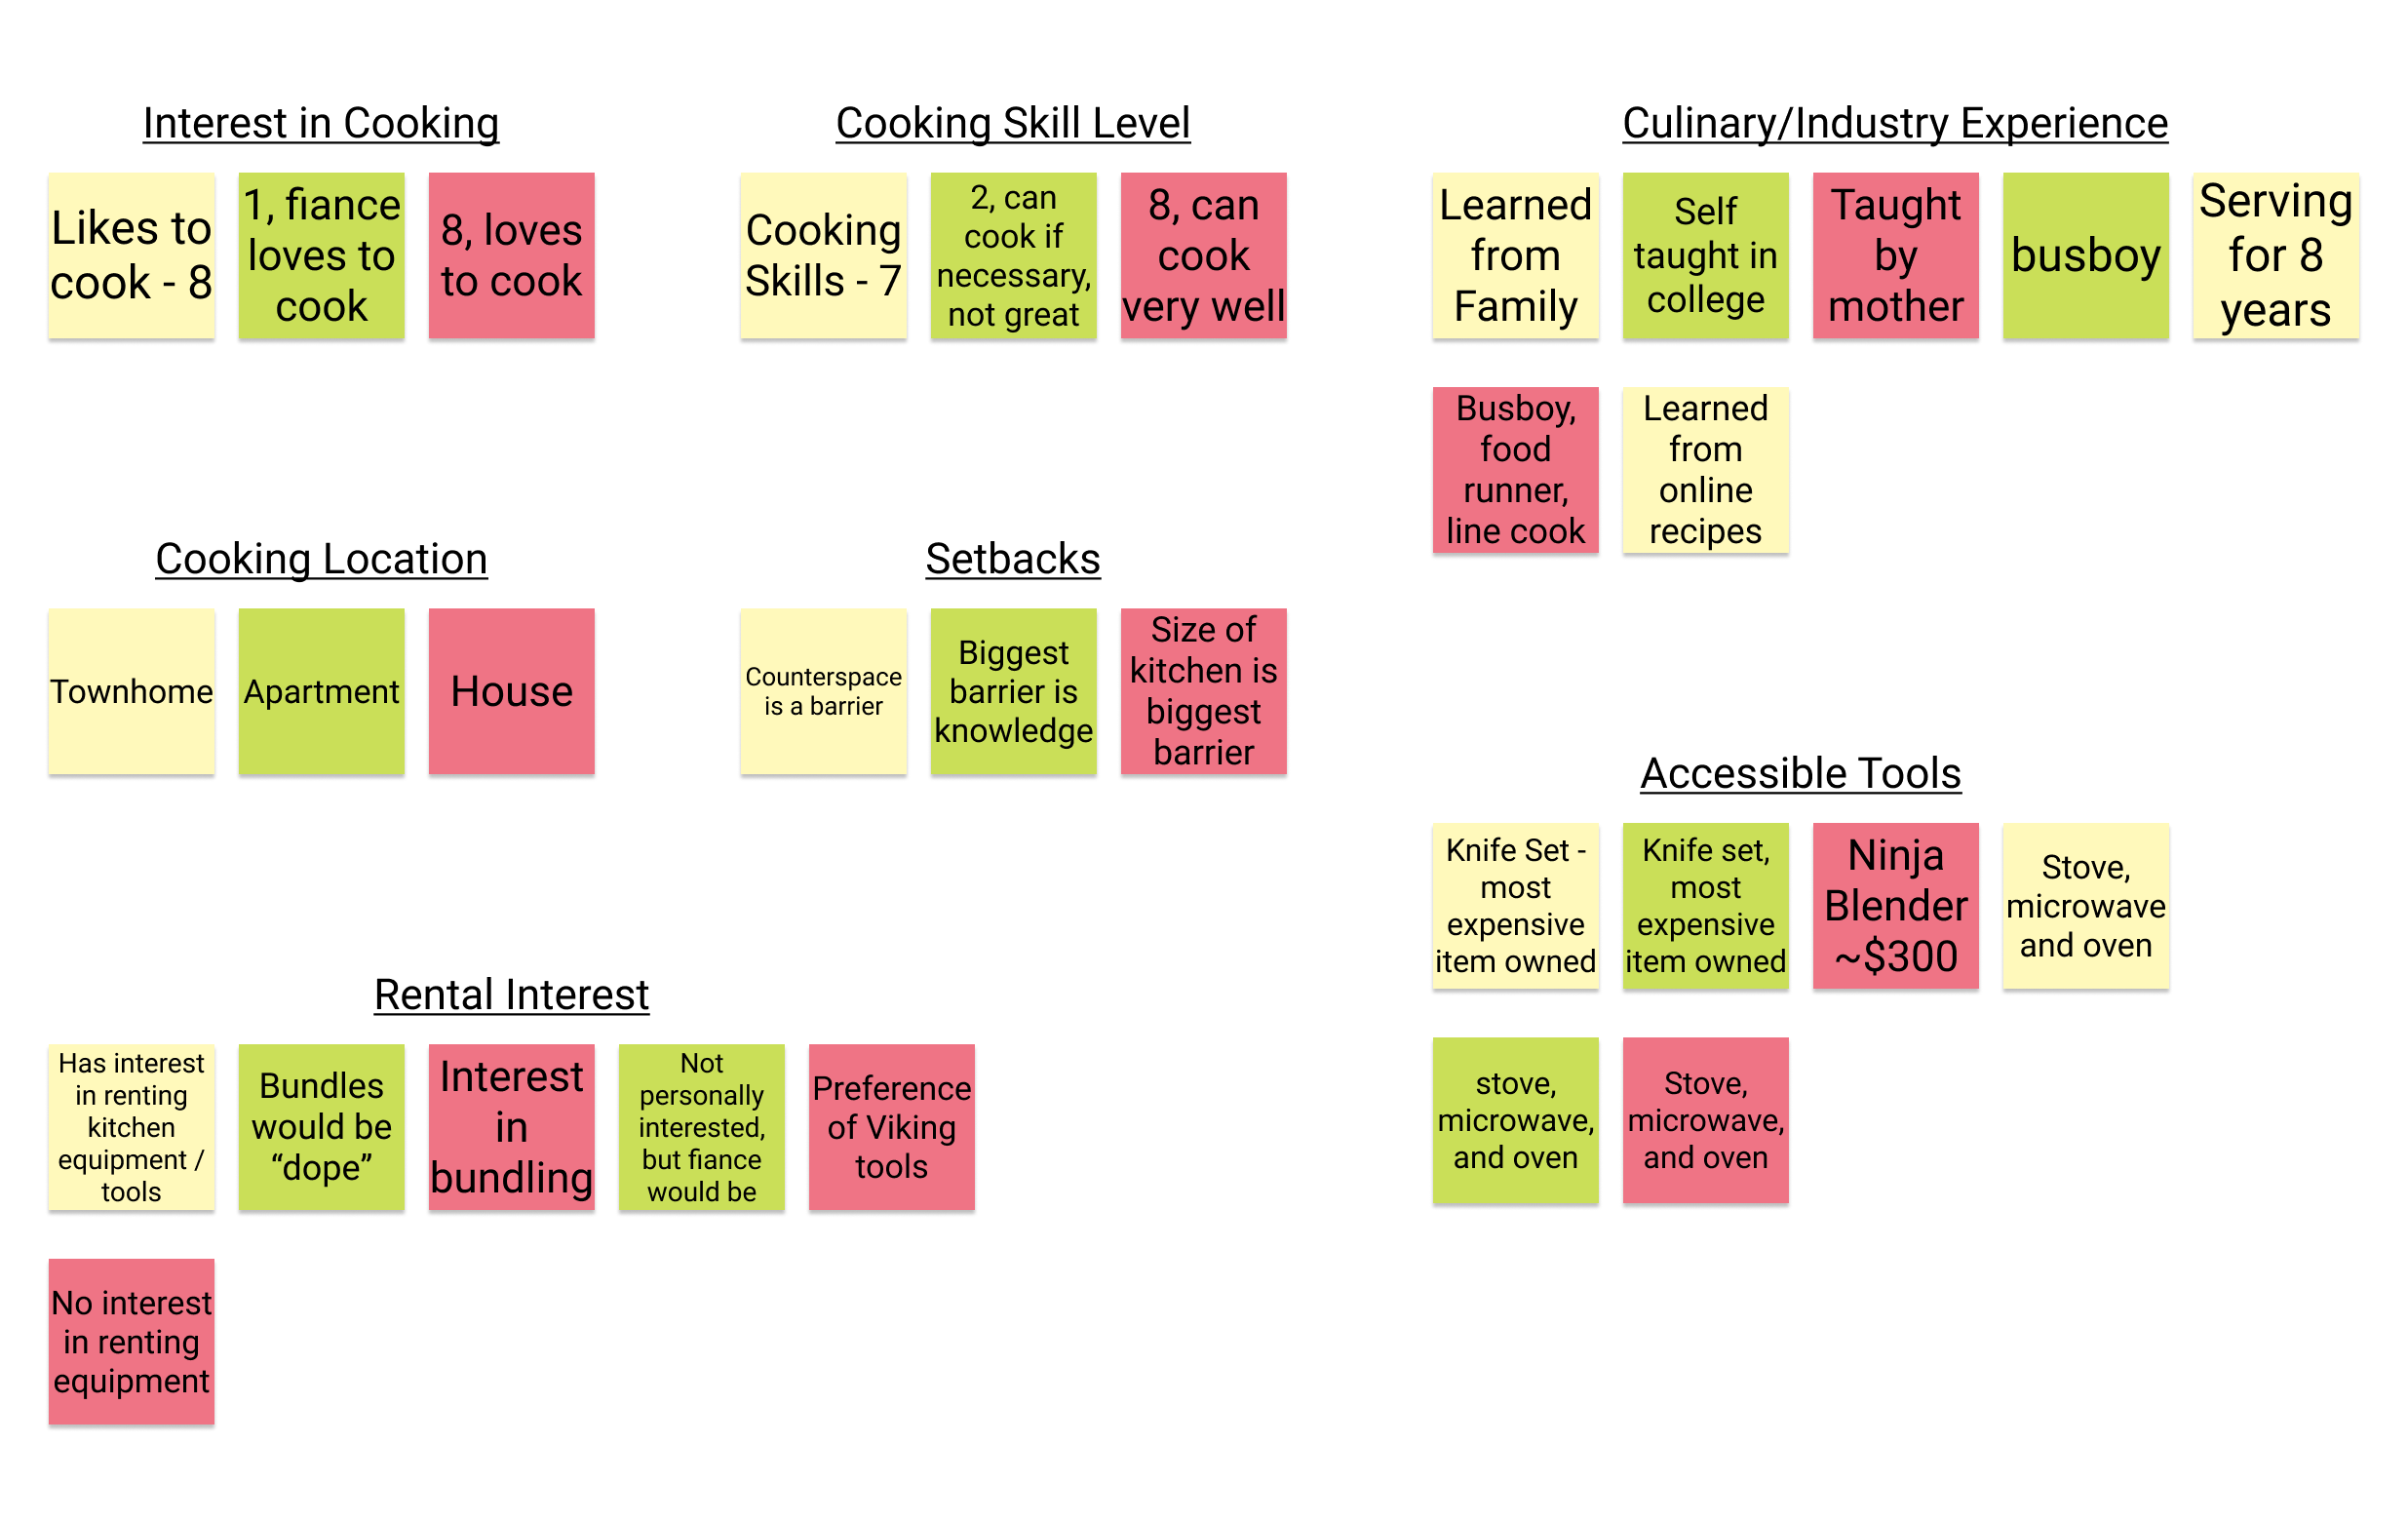 Interest in Cooking
Likes to
cook - 8
1, fiance
loves to
cook
8, loves
to cook
Cooking Skill Level
Cooking
Skills - 7
2, can
cook if
necessary,
not great
8, can
cook
very well
Culinary/Industry Experience
Learned
from
Family
Self
taught in
college
Taught
by
mother
busboy
Serving
for 8
years
Busboy,
food
runner,
line cook
Learned
from
online
recipes
Cooking Location
Townhome
Apartment
House
Setbacks
Counterspace
is a barrier
Biggest
barrier is
knowledge
Size of
kitchen is
biggest
barrier
Accessible Tools
Knife Set -
most
expensive
item owned
Knife set,
most
expensive
item owned
Ninja
Blender
~$300
Stove,
microwave
and oven
stove,
microwave,
and oven
Stove,
microwave,
and oven
Rental Interest
Has interest
in renting
kitchen
equipment /
tools
Bundles
would be
“dope”
Interest
in
bundling
Not
personally
interested,
but fiance
would be
Preference
of Viking
tools
No interest
in renting
equipment